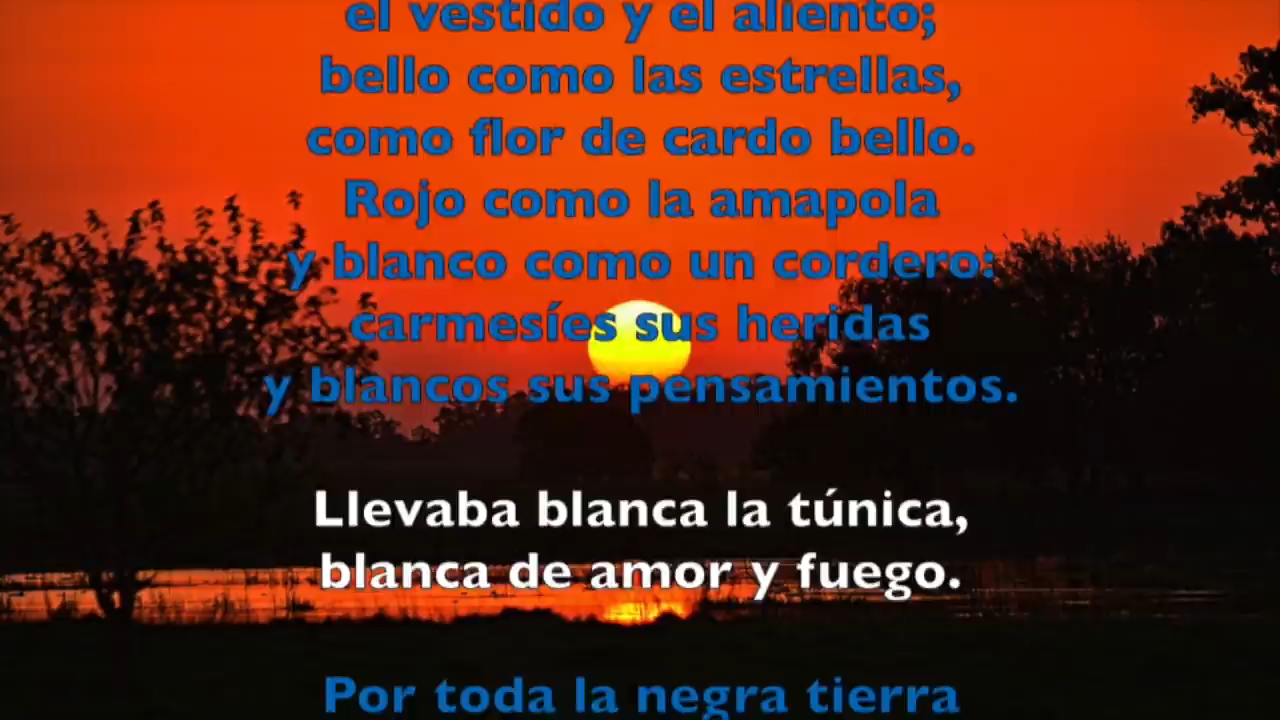 el vestido y el aliento;
bello como las estrellas,
como flor de cardo bello.
Rojo como la amapola
y blanco como un cordero:
carmesíes sus heridas
y blancos sus pensamientos.
Llevaba blanca la túnica,
blanca de amor y fuego.
Por toda la negra tierra